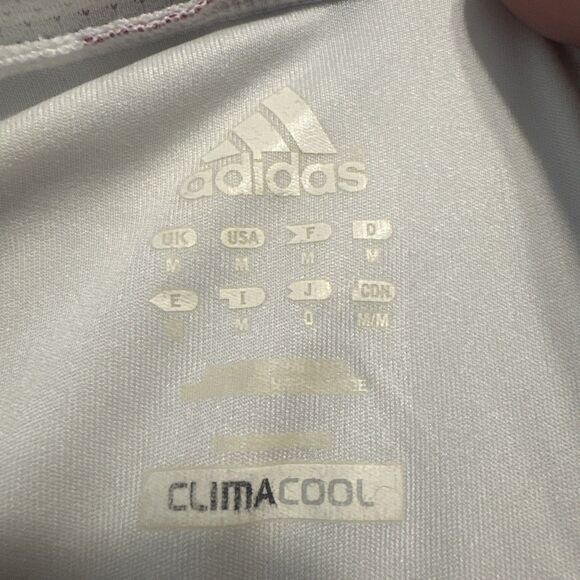 adidas
UK USA F D
M M M M
E I J CDN
M O M/M
CLIMACOOL